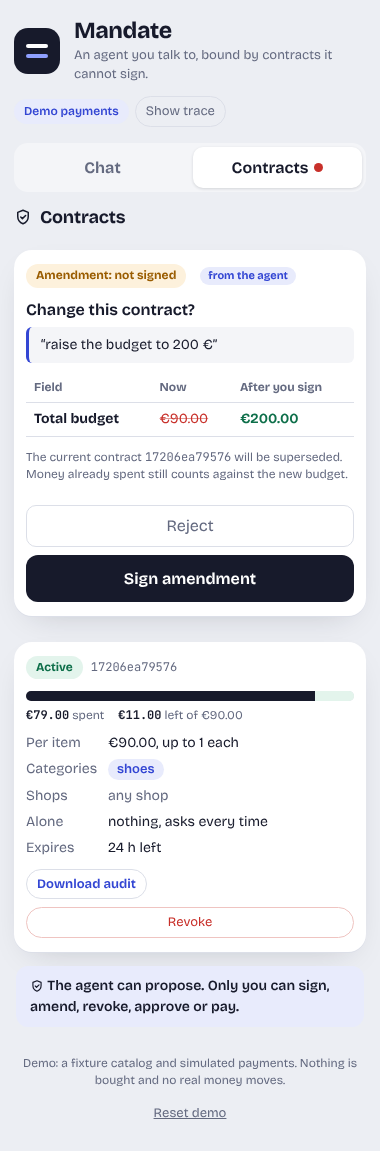 Mandate
An agent you talk to, bound by contracts it
cannot sign.
Demo payments
Show trace
Chat
Contracts
Contracts
Amendment: not signed
from the agent
Change this contract?
“raise the budget to 200 €”
Field Now After you sign
Total budget €90.00 €200.00
The current contract 17206ea79576 will be superseded.
Money already spent still counts against the new budget.
Reject
Sign amendment
Active 17206ea79576
€79.00 spent €11.00 left of €90.00
Per item €90.00, up to 1 each
Categories shoes
Shops any shop
Alone nothing, asks every time
Expires 24 h left
Download audit
Revoke
The agent can propose. Only you can sign,
amend, revoke, approve or pay.
Demo: a fixture catalog and simulated payments. Nothing is
bought and no real money moves.
Reset demo